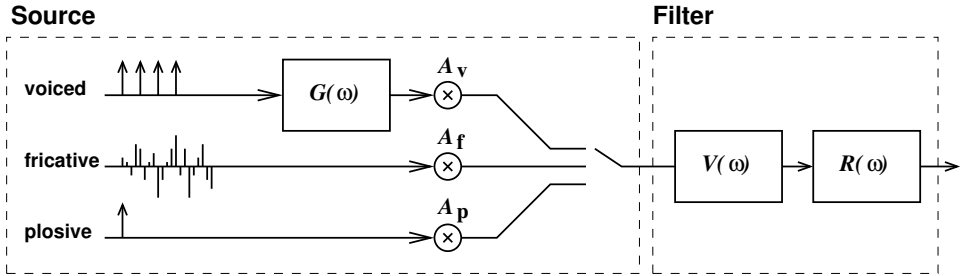 Source
Filter
voiced
G(ω)
A v
×
fricative
A f
×
V(ω)
R(ω)
plosive
A p
×